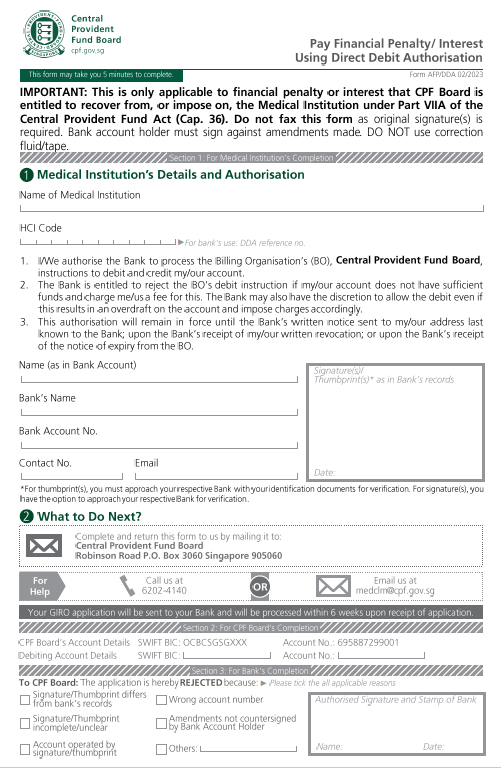 Central
Provident
Fund Board
cpf.gov.sg
Pay Financial Penalty/ Interest
Using Direct Debit Authorisation
This form may take you 5 minutes to complete.
Form AFP/DDA 02/2023
IMPORTANT: This is only applicable to financial penalty or interest that CPF Board is
entitled to recover from, or impose on, the Medical Institution under Part VIIA of the
Central Provident Fund Act (Cap. 36). Do not fax this form as original signature(s) is
required. Bank account holder must sign against amendments made. DO NOT use correction
fluid/tape.
Section 1: For Medical Institution's Completion
1 Medical Institution's Details and Authorisation
Name of Medical Institution
HCI Code
For bank's use: DDA reference no.
1. I/We authorise the Bank to process the Billing Organisation's (BO), Central Provident Fund Board,
instructions to debit and credit my/our account.
2. The Bank is entitled to reject the BO's debit instruction if my/our account does not have sufficient
funds and charge me/us a fee for this. The Bank may also have the discretion to allow the debit even if
this results in an overdraft on the account and impose charges accordingly.
3. This authorisation will remain in force until the Bank's written notice sent to my/our address last
known to the Bank; upon the Bank's receipt of my/our written revocation; or upon the Bank's receipt
of the notice of expiry from the BO.
Name (as in Bank Account)
Signature(s)/
Thumbprint(s)* as in Bank's records
Bank's Name
Bank Account No.
Contact No. Email
Date:
*For thumbprint(s), you must approach your respective Bank with your identification documents for verification. For signature(s), you
have the option to approach your respective Bank for verification.
2 What to Do Next?
Complete and return this form to us by mailing it to:
Central Provident Fund Board
Robinson Road P.O. Box 3060 Singapore 905060
For
Help
Call us at
6202-4140
OR
Email us at
medclm@cpf.gov.sg
Your GIRO application will be sent to your Bank and will be processed within 6 weeks upon receipt of application.
Section 2: For CPF Board's Completion
CPF Board's Account Details SWIFT BIC: OCBCSGSGXXX Account No.: 695887299001
Debiting Account Details SWIFT BIC: Account No.:
Section 3: For Bank's Completion
To CPF Board: The application is hereby REJECTED because: Please tick the all applicable reasons
Signature/Thumbprint differs
from bank's records
Wrong account number
Authorised Signature and Stamp of Bank
Signature/Thumbprint
incomplete/unclear
Amendments not countersigned
by Bank Account Holder
Account operated by
signature/thumbprint
Others:
Name: Date: